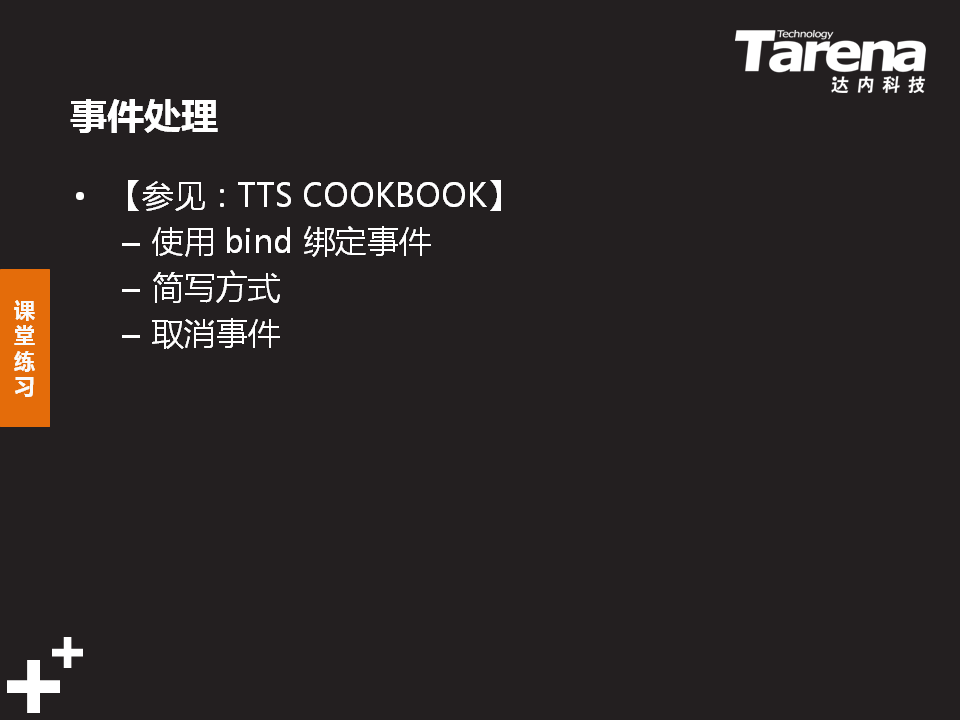 Technology
Tarena
达内科技
事件处理
• 【参见：TTS COOKBOOK】
– 使用 bind 绑定事件
– 简写方式
– 取消事件
课
堂
练
习